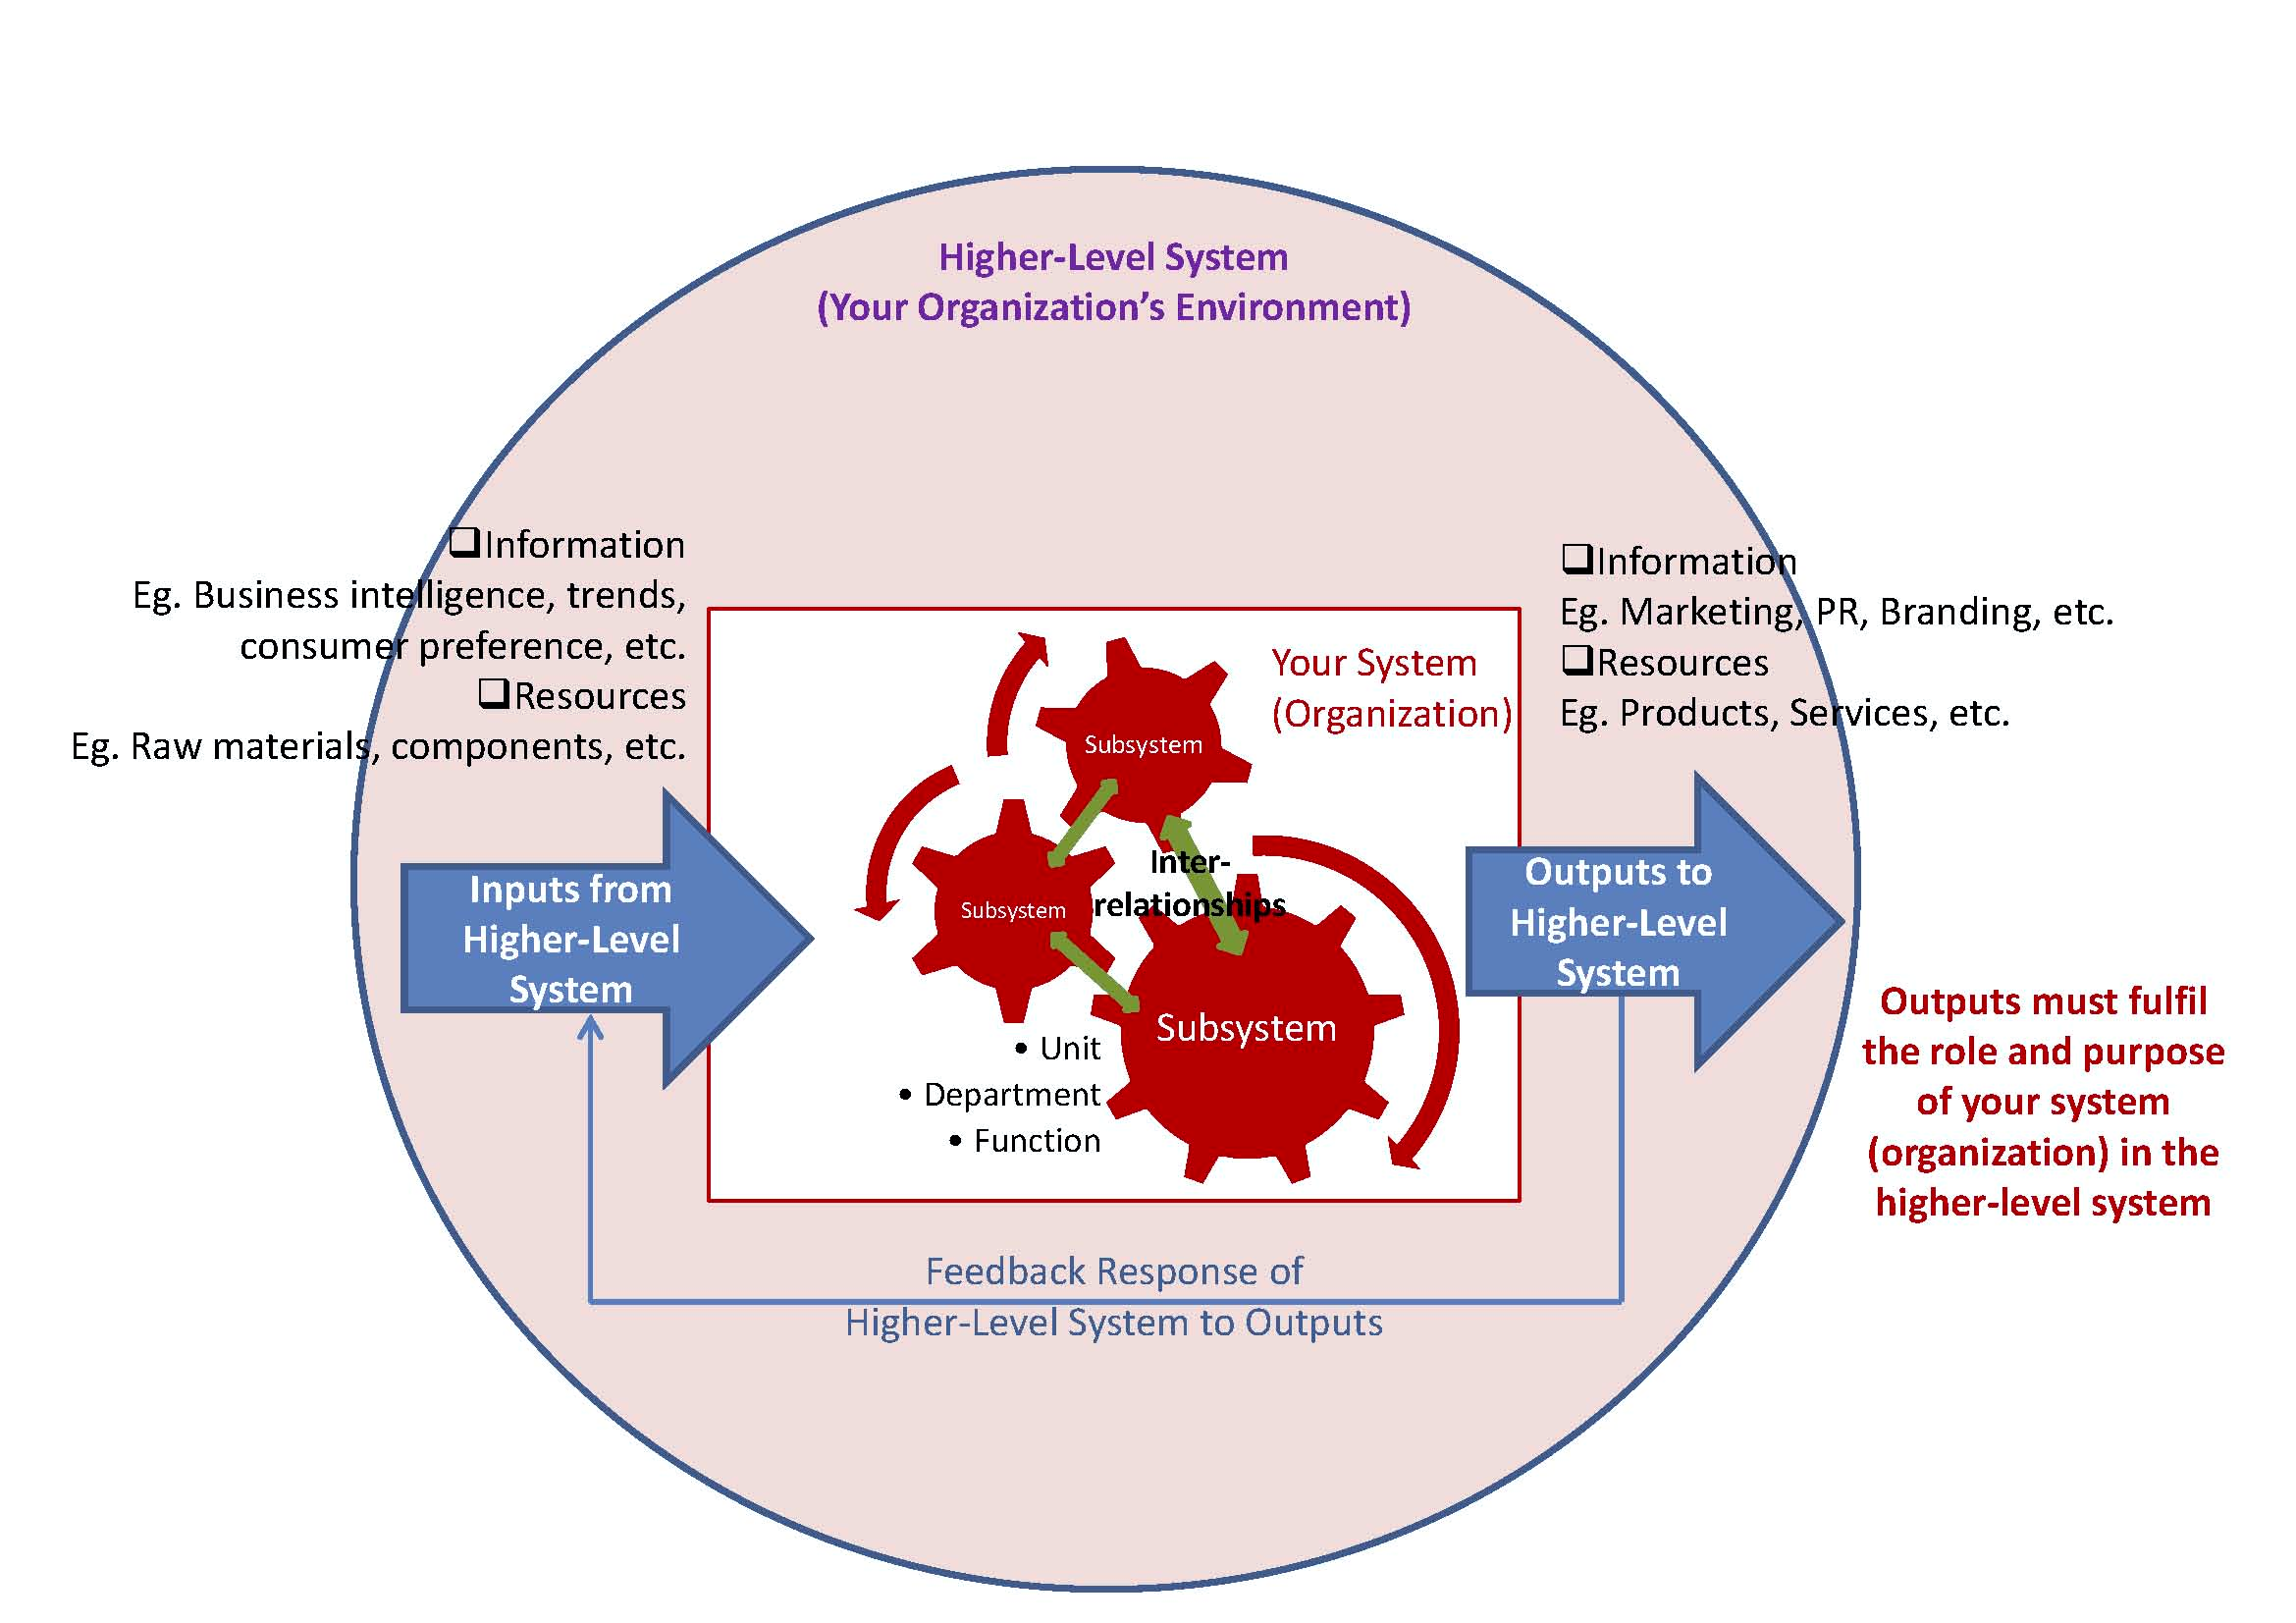 Higher-Level System
(Your Organization’s Environment)
❑Information
Eg. Business intelligence, trends,
consumer preference, etc.
❑Resources
Eg. Raw materials, components, etc.
❑Information
Eg. Marketing, PR, Branding, etc.
❑Resources
Eg. Products, Services, etc.
Your System
(Organization)
Subsystem
Inter-
relationships
Subsystem
Subsystem
• Unit
• Department
• Function
Inputs from
Higher-Level
System
Outputs to
Higher-Level
System
Outputs must fulfil
the role and purpose
of your system
(organization) in the
higher-level system
Feedback Response of
Higher-Level System to Outputs